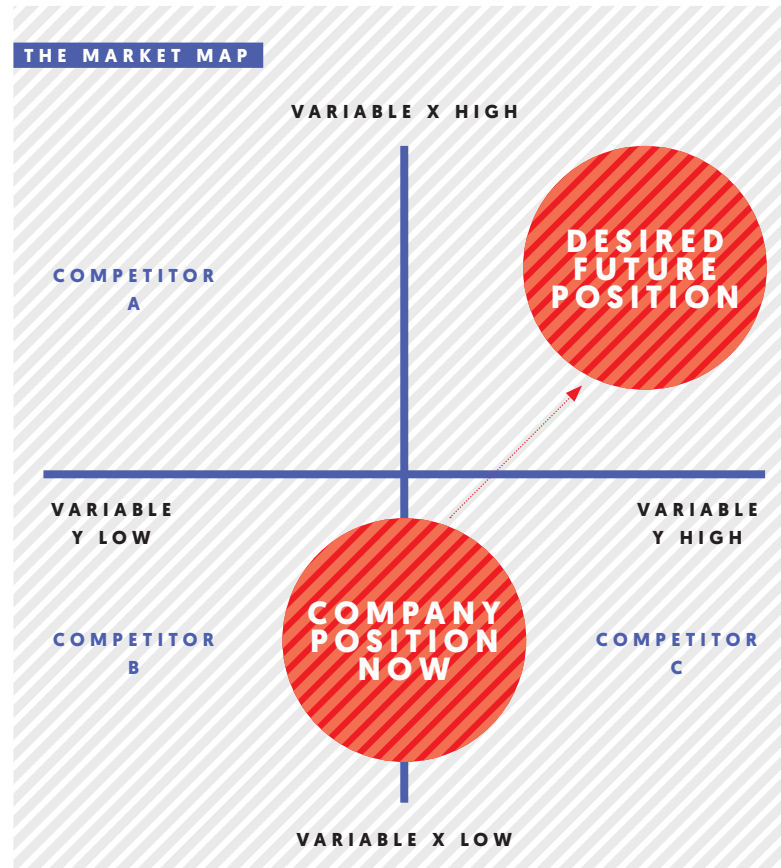 THE MARKET MAP
VARIABLE X HIGH
DESIRED
FUTURE
POSITION
COMPETITOR
A
VARIABLE
Y LOW
VARIABLE
Y HIGH
COMPANY
POSITION
NOW
COMPETITOR
B
COMPETITOR
C
VARIABLE X LOW